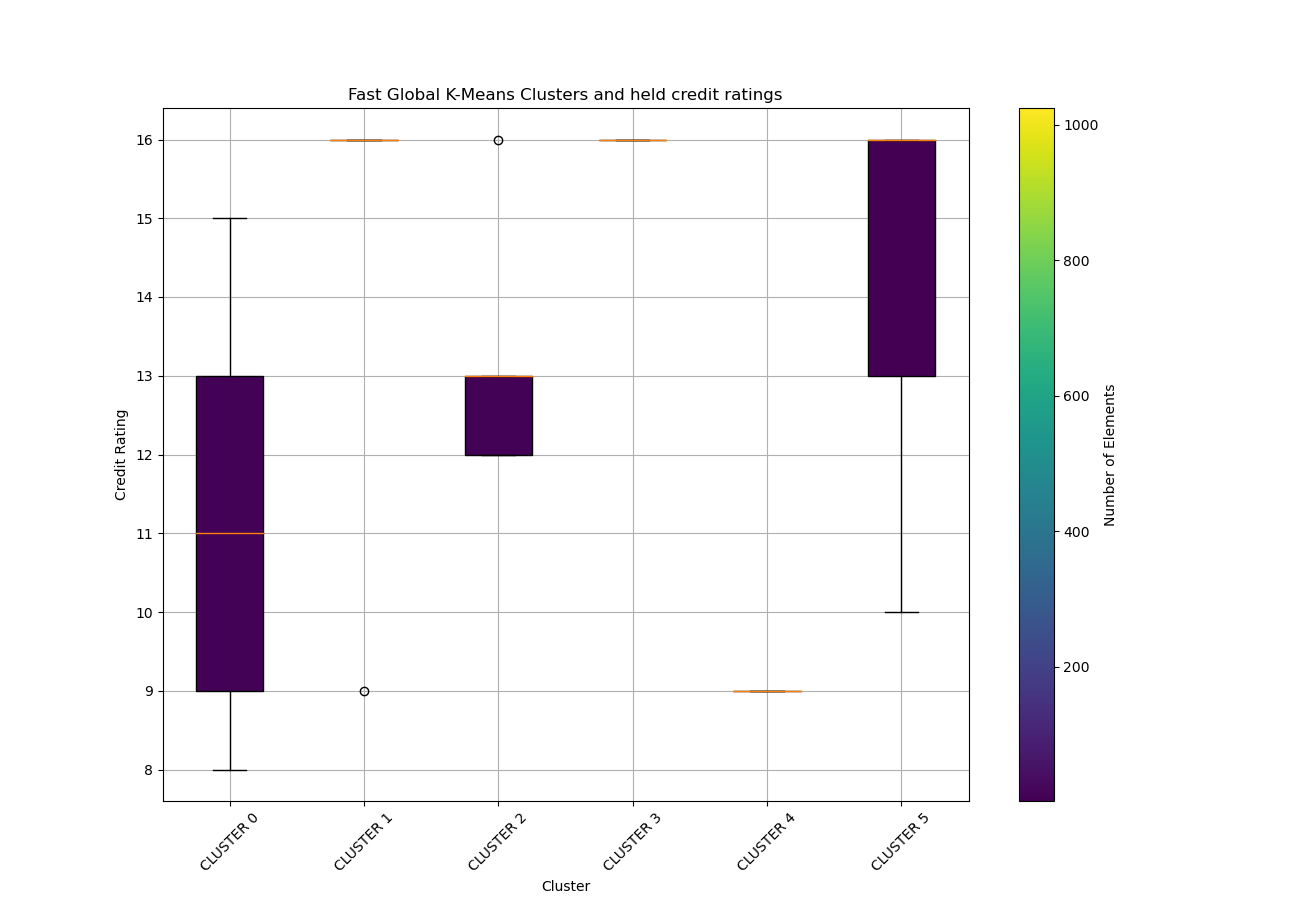 Fast Global K-Means Clusters and held credit ratings
16
15
14
13
12
11
10
9
8
Credit Rating
CLUSTER 0
CLUSTER 1
CLUSTER 2
CLUSTER 3
CLUSTER 4
CLUSTER 5
Cluster
1000
800
600
400
200
Number of Elements